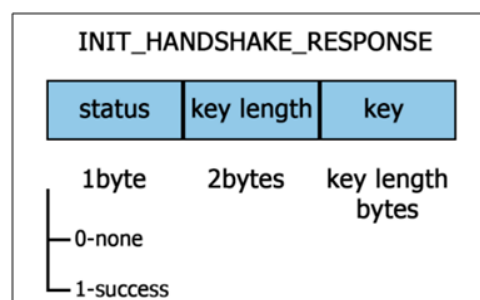 INIT_HANDSHAKE_RESPONSE
status key length key
1byte 2bytes key length
bytes
0-none
1-success